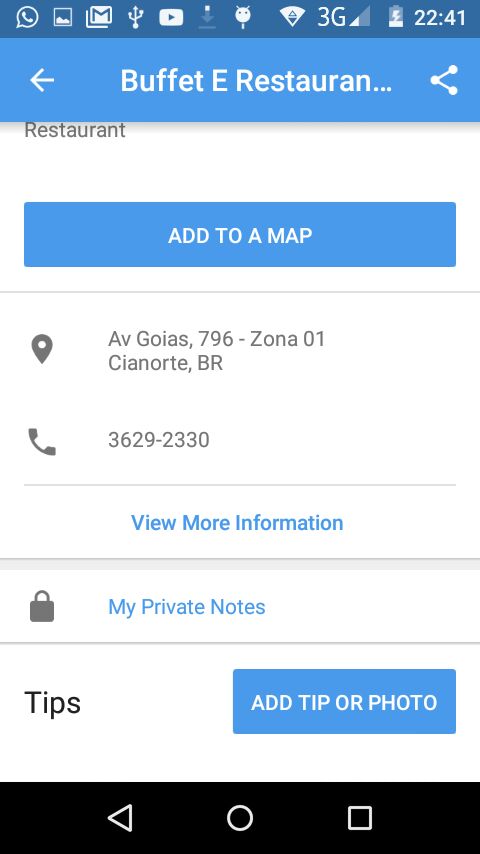 3G 22:41
Buffet E Restauran...
Restaurant
ADD TO A MAP
Av Goias, 796 - Zona 01
Cianorte, BR
3629-2330
View More Information
My Private Notes
Tips
ADD TIP OR PHOTO